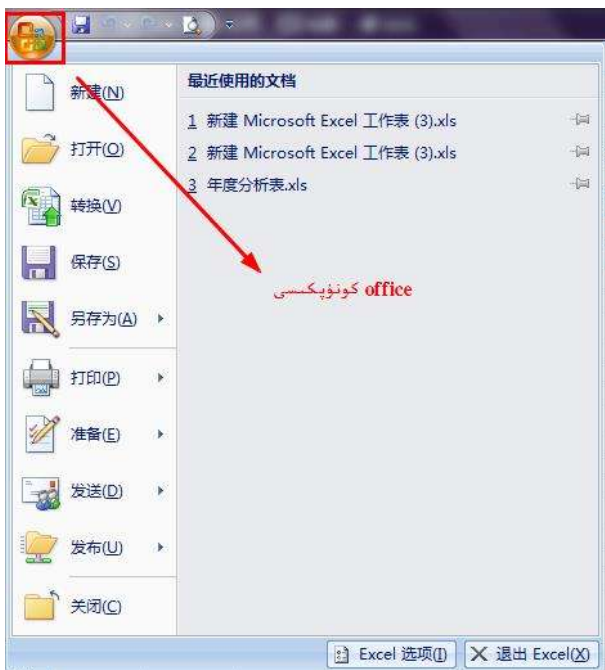 最近使用的文档
新建(N)
1 新建 Microsoft Excel 工作表 (3).xls
打开(O)
2 新建 Microsoft Excel 工作表 (3).xls
3 年度分析表.xls
转换(V)
保存(S)
office كونۇپكىسى
另存为(A)
打印(P)
准备(E)
发送(D)
发布(U)
关闭(C)
Excel 选项(I) 退出 Excel(X)